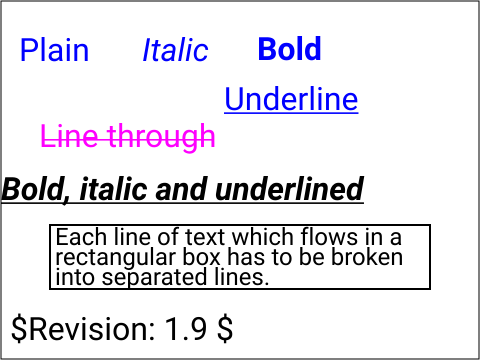 Plain Italic Bold
Underline
Line through
Bold, italic and underlined
Each line of text which flows in a
rectangular box has to be broken
into separated lines.
$Revision: 1.9 $